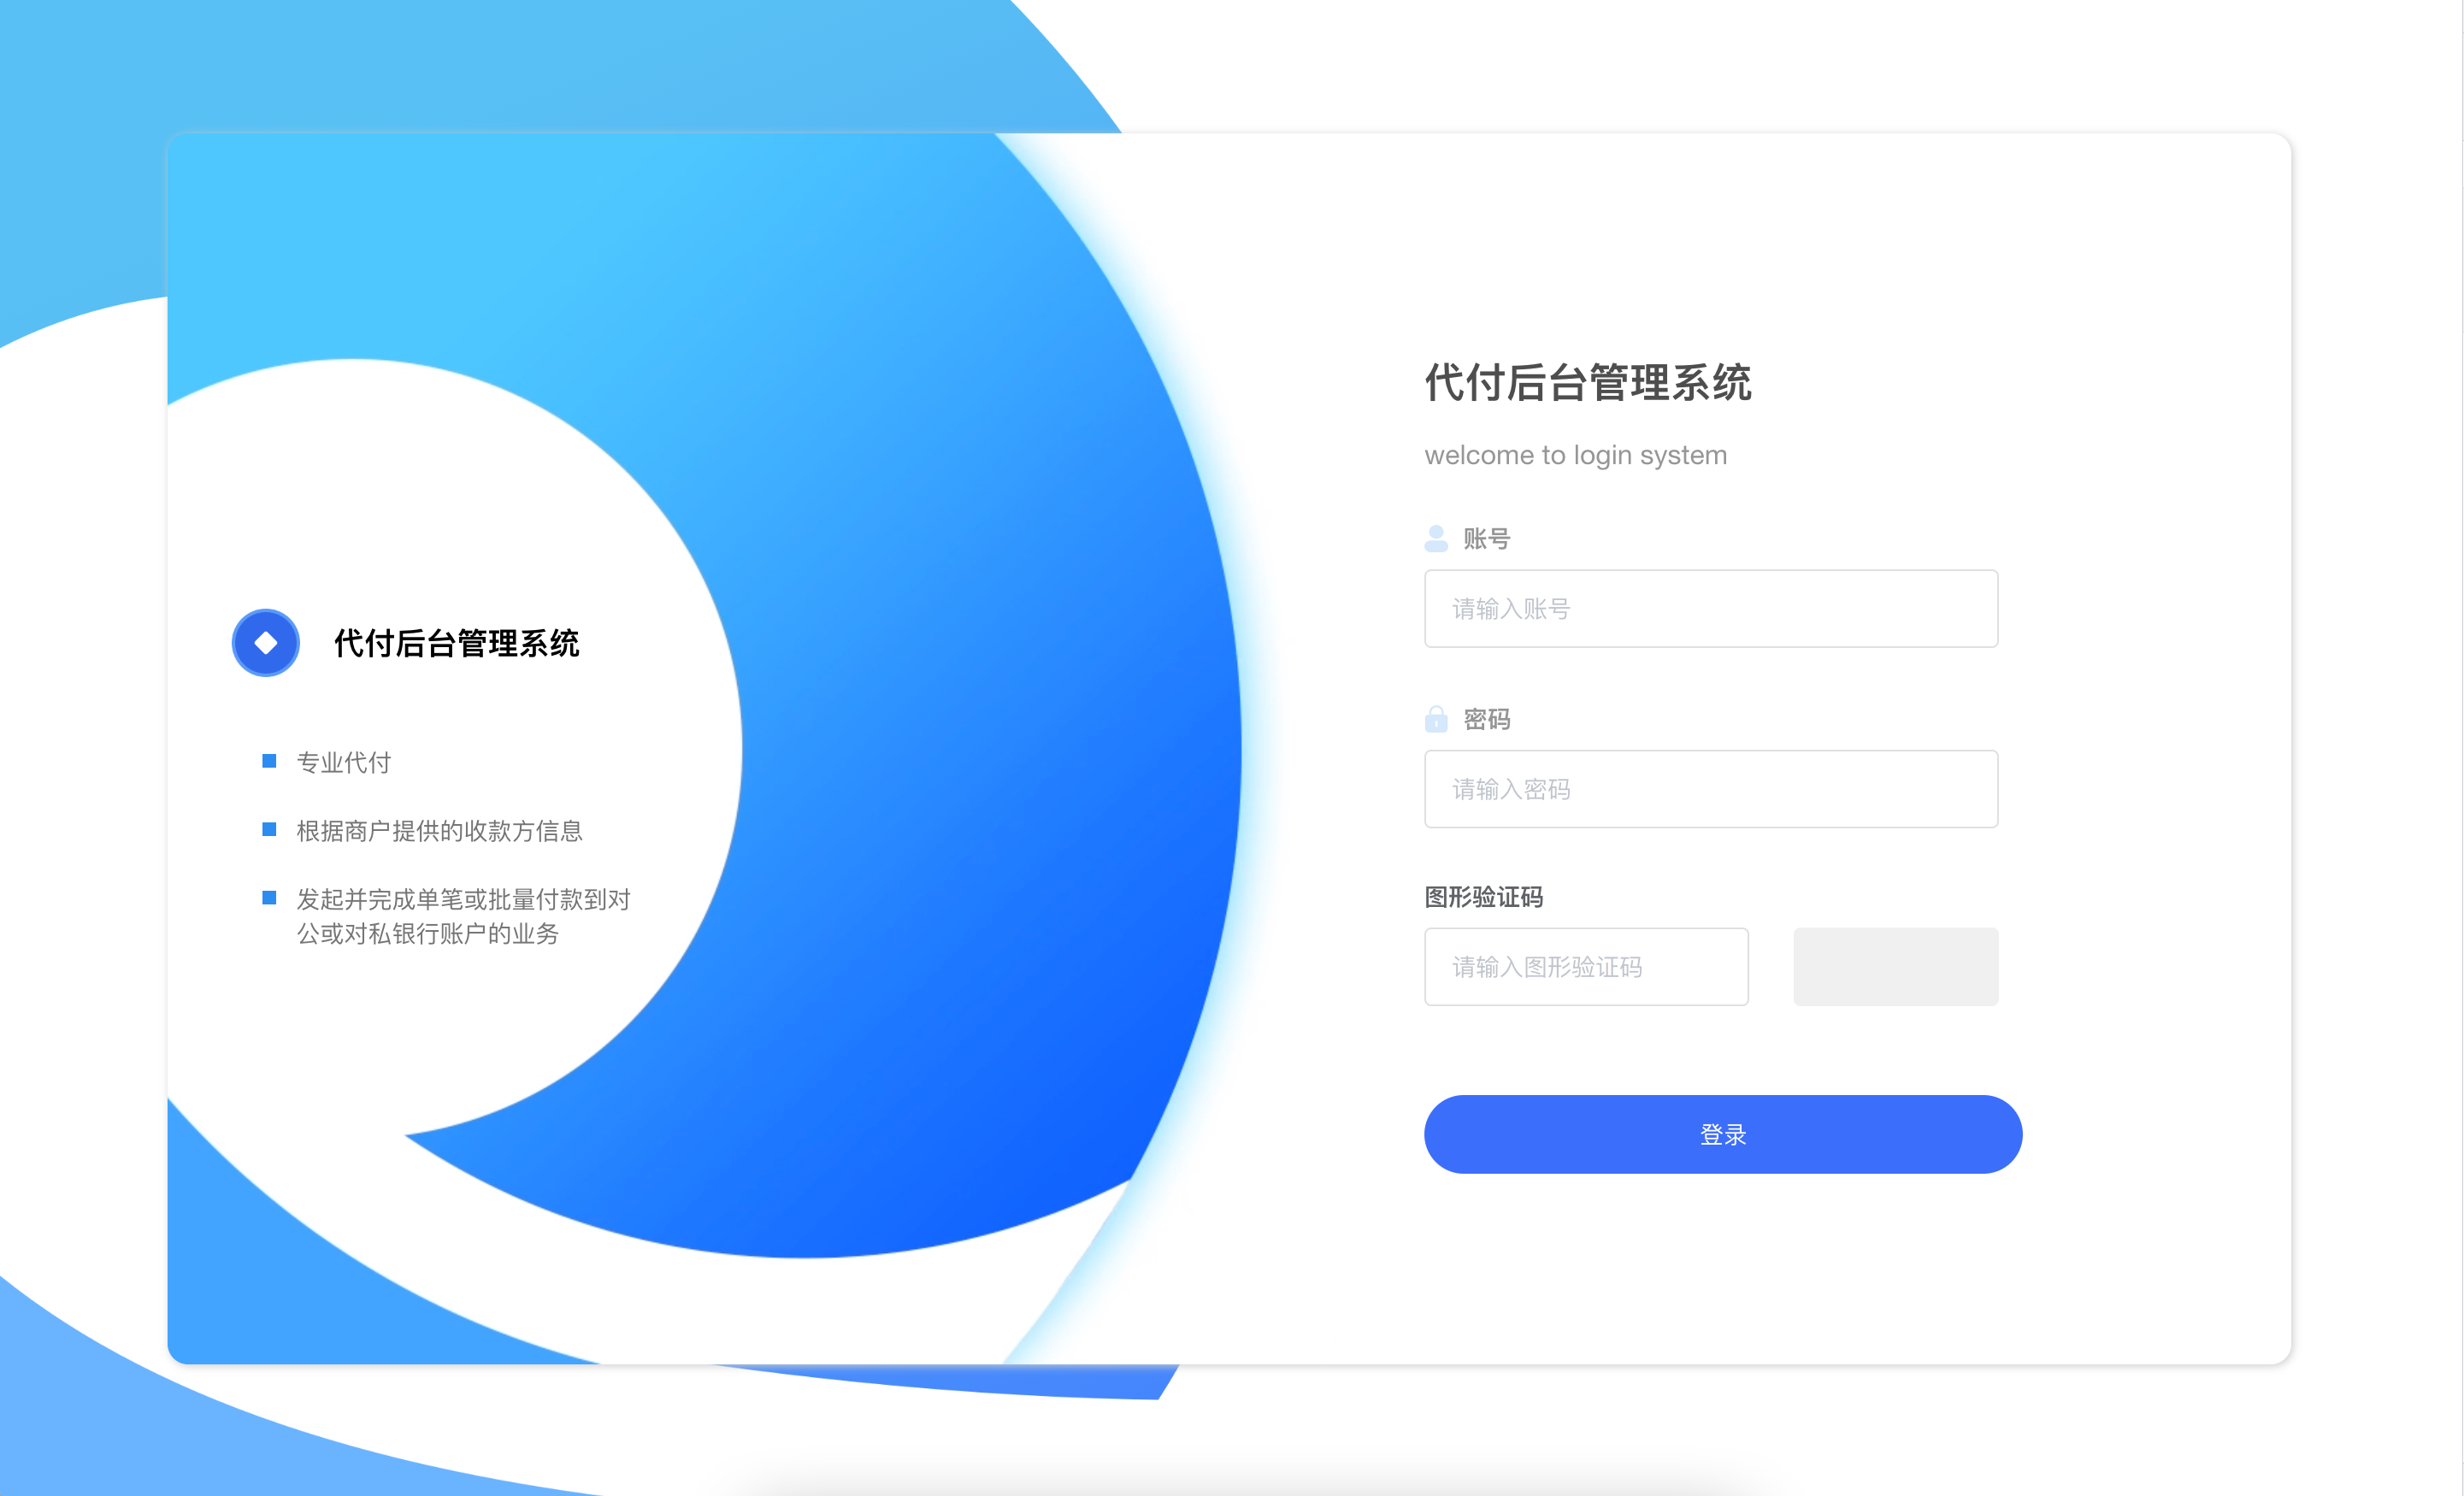 代付后台管理系统
专业代付
根据商户提供的收款方信息
发起并完成单笔或批量付款到对
公或对私银行账户的业务
代付后台管理系统
welcome to login system
账号
请输入账号
密码
请输入密码
图形验证码
请输入图形验证码
登录